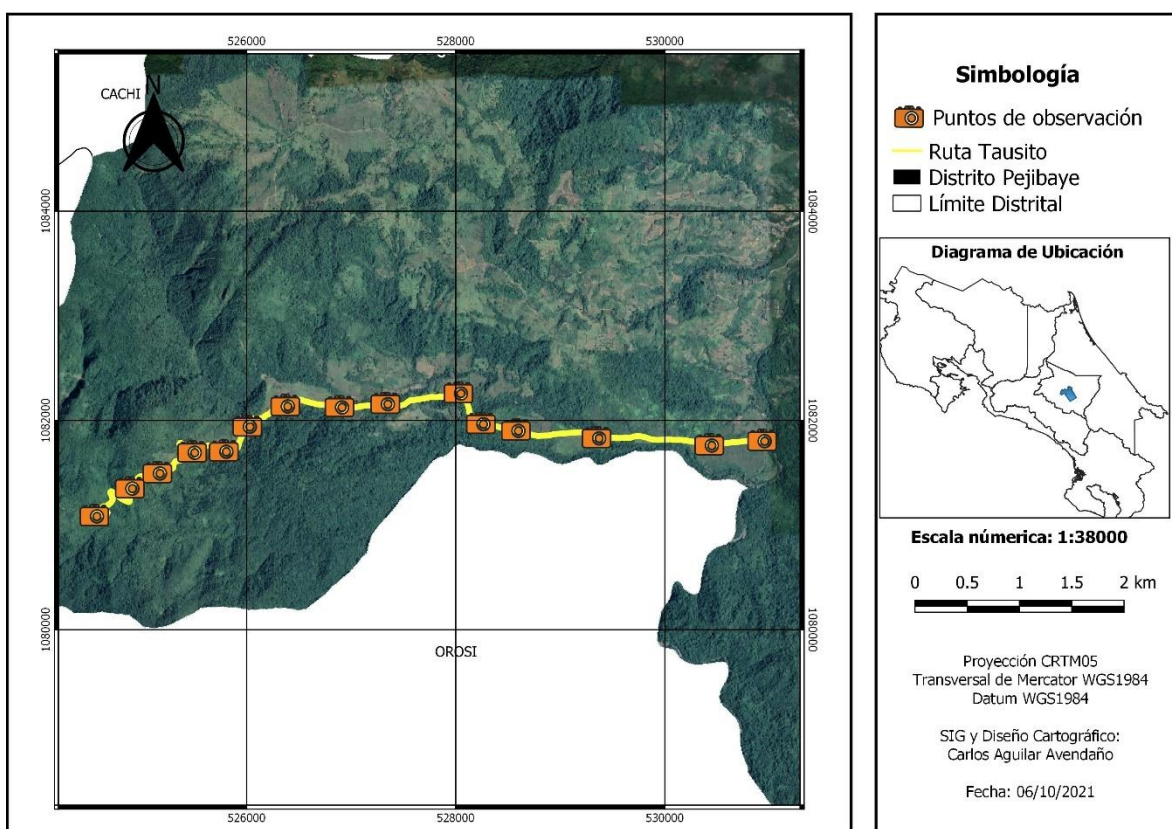 526000
528000
530000
CACHI
N
1084000
1084000
1082000
1082000
1080000
1080000
OROSI
526000
528000
530000
Simbología
Puntos de observación
Ruta Tausito
Distrito Pejibaye
Límite Distrital
Diagrama de Ubicación
Escala númerica: 1:38000
0 0.5 1 1.5 2 km
Proyección CRTM05
Transversal de Mercator WGS1984
Datum WGS1984
SIG y Diseño Cartográfico:
Carlos Aguilar Avendaño
Fecha: 06/10/2021